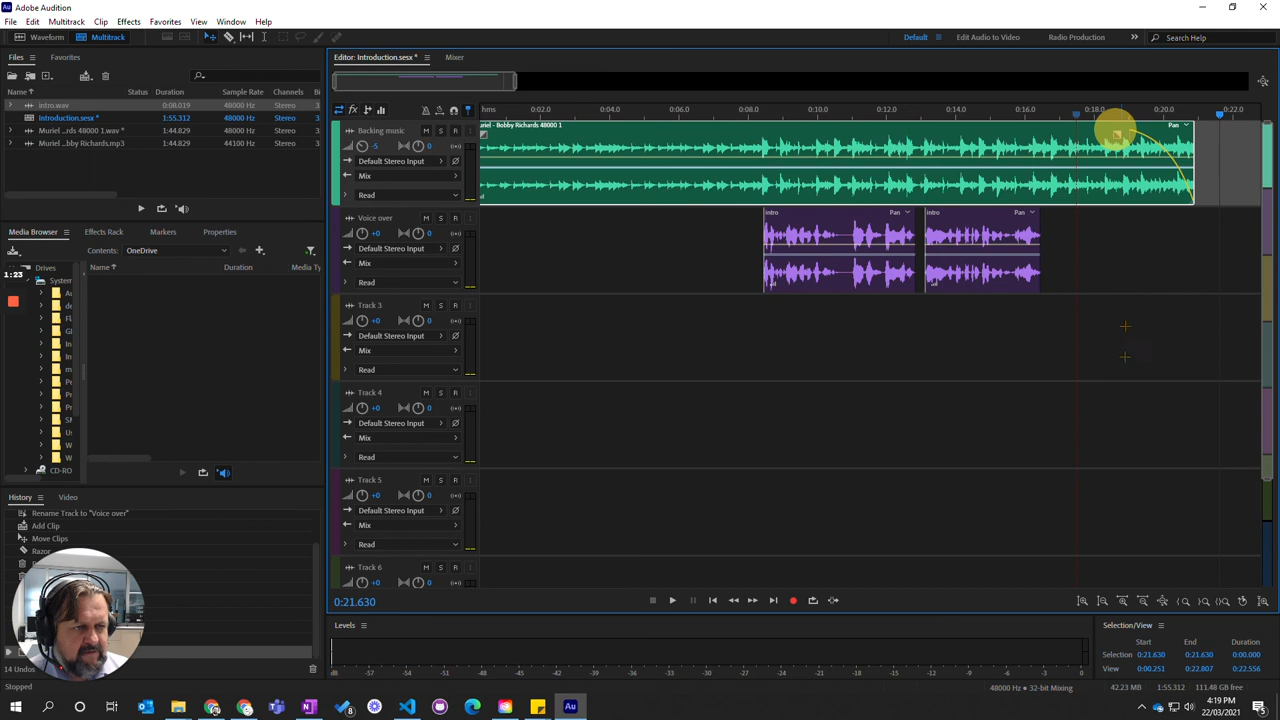 Adobe Audition
File Edit Multitrack Clip Effects Favorites View Window Help
Waveform Multitrack Default Edit Audio to Video Radio Production Search Help
Files Favorites
Name Status Duration Sample Rate Channels
intro.wav 0:08.019 48000 Hz Stereo 3
Introduction.sesx * 1:55.312 48000 Hz Stereo 3
Muriel ...rds 48000 1.wav * 1:44.829 48000 Hz Stereo 3
Muriel ...bby Richards.mp3 1:44.829 44100 Hz Stereo 3
Media Browser Effects Rack Markers Properties
Contents: OneDrive
Drives Name Duration Media Ty
1:23
System
CD-RO
History Video
Rename Track to "Voice over"
Add Clip
Move Clips
Razor
14 Undos
Stopped
Editor: Introduction.sesx * Mixer
hms 0:02.0 0:04.0 0:06.0 0:08.0 0:10.0 0:12.0 0:14.0 0:16.0 0:18.0 0:20.0 0:22.0
Backing music M S R I
-5 0
Default Stereo Input
Mix
Read
uriel - Bobby Richards 48000 1 Pan
Voice over M S R I
+0 0
Default Stereo Input
Mix
Read
intro Pan intro Pan
Track 3 M S R I
+0 0
Default Stereo Input
Mix
Read
Track 4 M S R I
+0 0
Default Stereo Input
Mix
Read
Track 5 M S R I
+0 0
Default Stereo Input
Mix
Read
Track 6 M S R I
+0 0
0:21.630
Levels
dB -57 -54 -51 -48 -45 -42 -39 -36 -33 -30 -27 -24 -21 -18 -15 -12 -9 -6 -3 0
Selection/View
Start End Duration
Selection 0:21.630 0:21.630 0:00.000
View 0:00.251 0:22.807 0:22.556
48000 Hz • 32-bit Mixing 42.23 MB 1:55.312 111.48 GB free
4:19 PM
22/03/2021